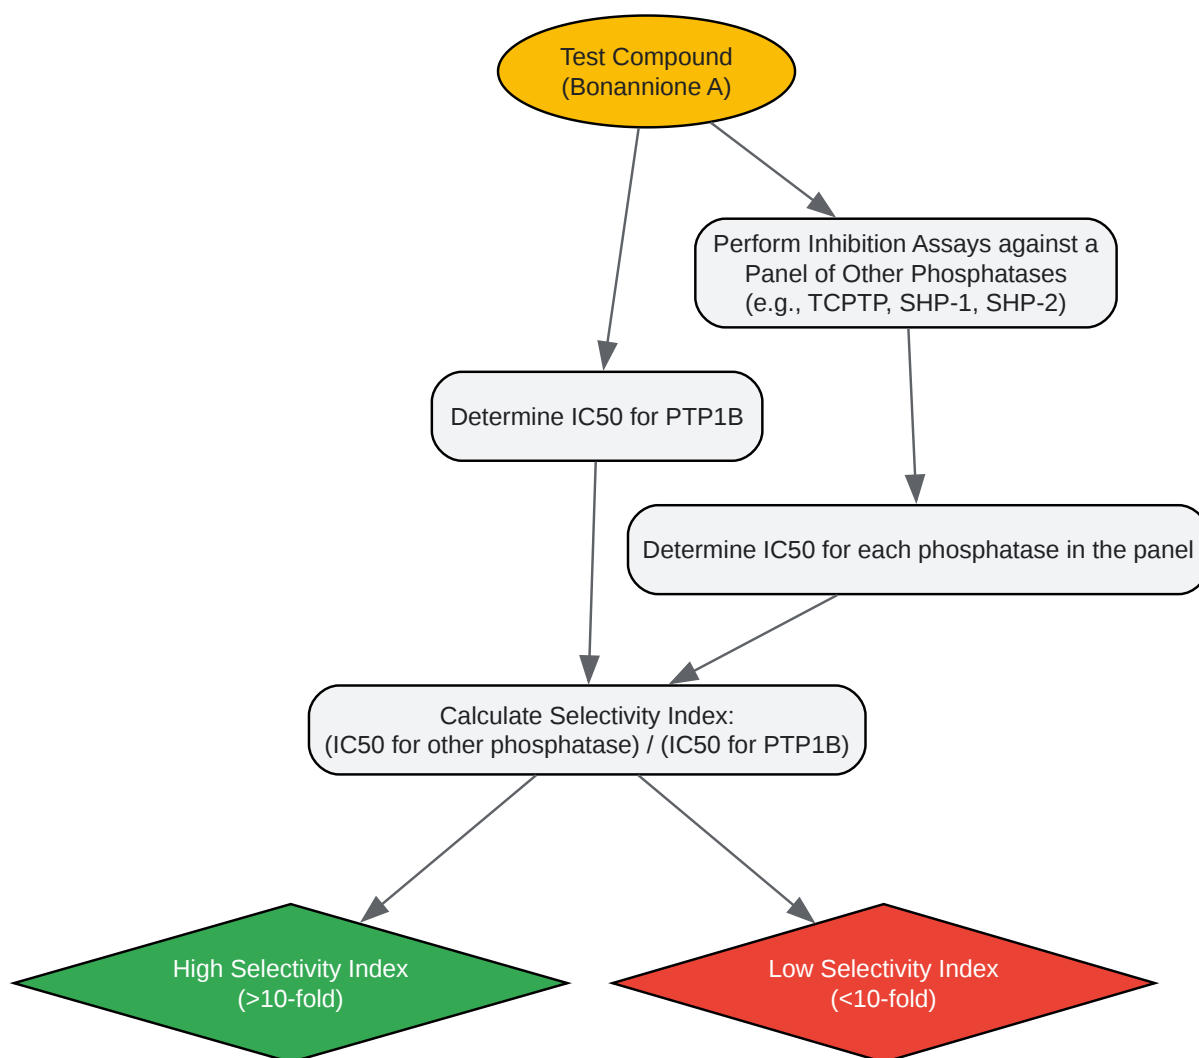 Test Compound
(Bonannione A)
Perform Inhibition Assays against a
Panel of Other Phosphatases
(e.g., TCPTP, SHP-1, SHP-2)
Determine IC50 for PTP1B
Determine IC50 for each phosphatase in the panel
Calculate Selectivity Index:
(IC50 for other phosphatase) / (IC50 for PTP1B)
High Selectivity Index
(>10-fold)
Low Selectivity Index
(<10-fold)